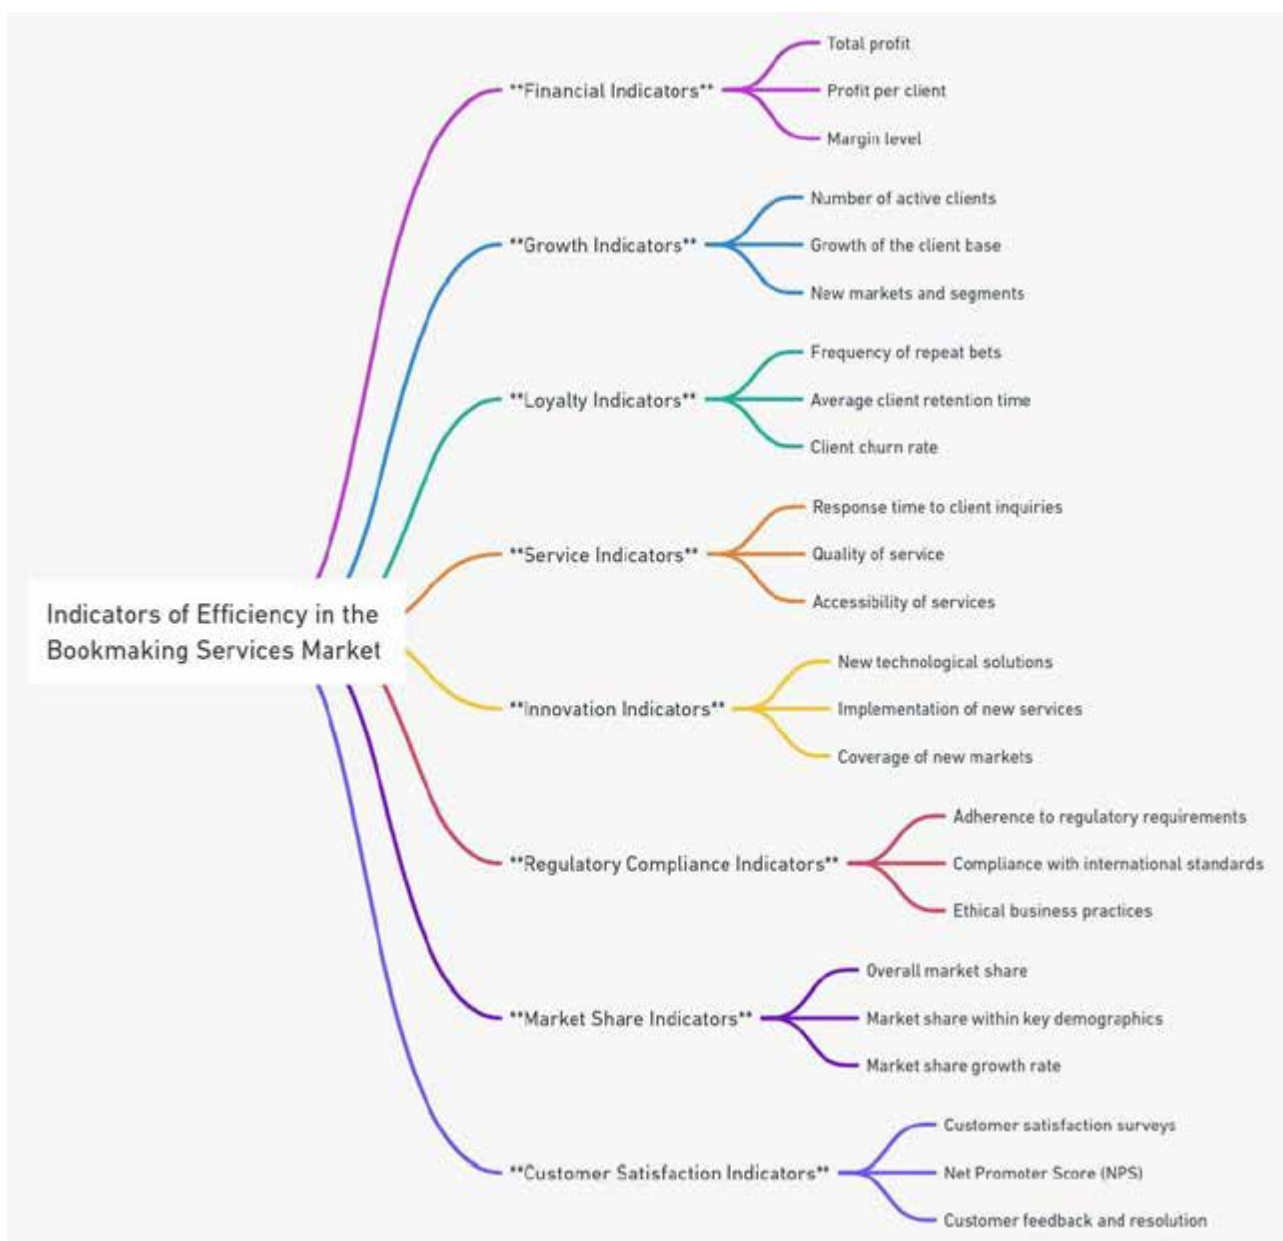 Indicators of Efficiency in the
Bookmaking Services Market
**Financial Indicators**
Total profit
Profit per client
Margin level
**Growth Indicators**
Number of active clients
Growth of the client base
New markets and segments
**Loyalty Indicators**
Frequency of repeat bets
Average client retention time
Client churn rate
**Service Indicators**
Response time to client inquiries
Quality of service
Accessibility of services
**Innovation Indicators**
New technological solutions
Implementation of new services
Coverage of new markets
**Regulatory Compliance Indicators**
Adherence to regulatory requirements
Compliance with international standards
Ethical business practices
**Market Share Indicators**
Overall market share
Market share within key demographics
Market share growth rate
**Customer Satisfaction Indicators**
Customer satisfaction surveys
Net Promoter Score (NPS)
Customer feedback and resolution